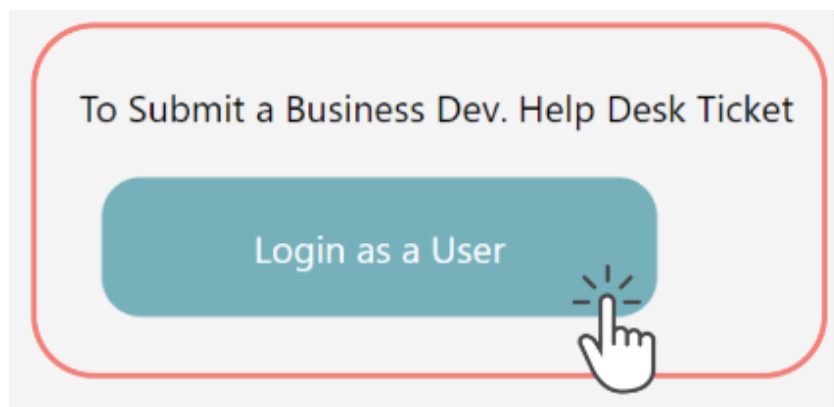 To Submit a Business Dev. Help Desk Ticket
Login as a User